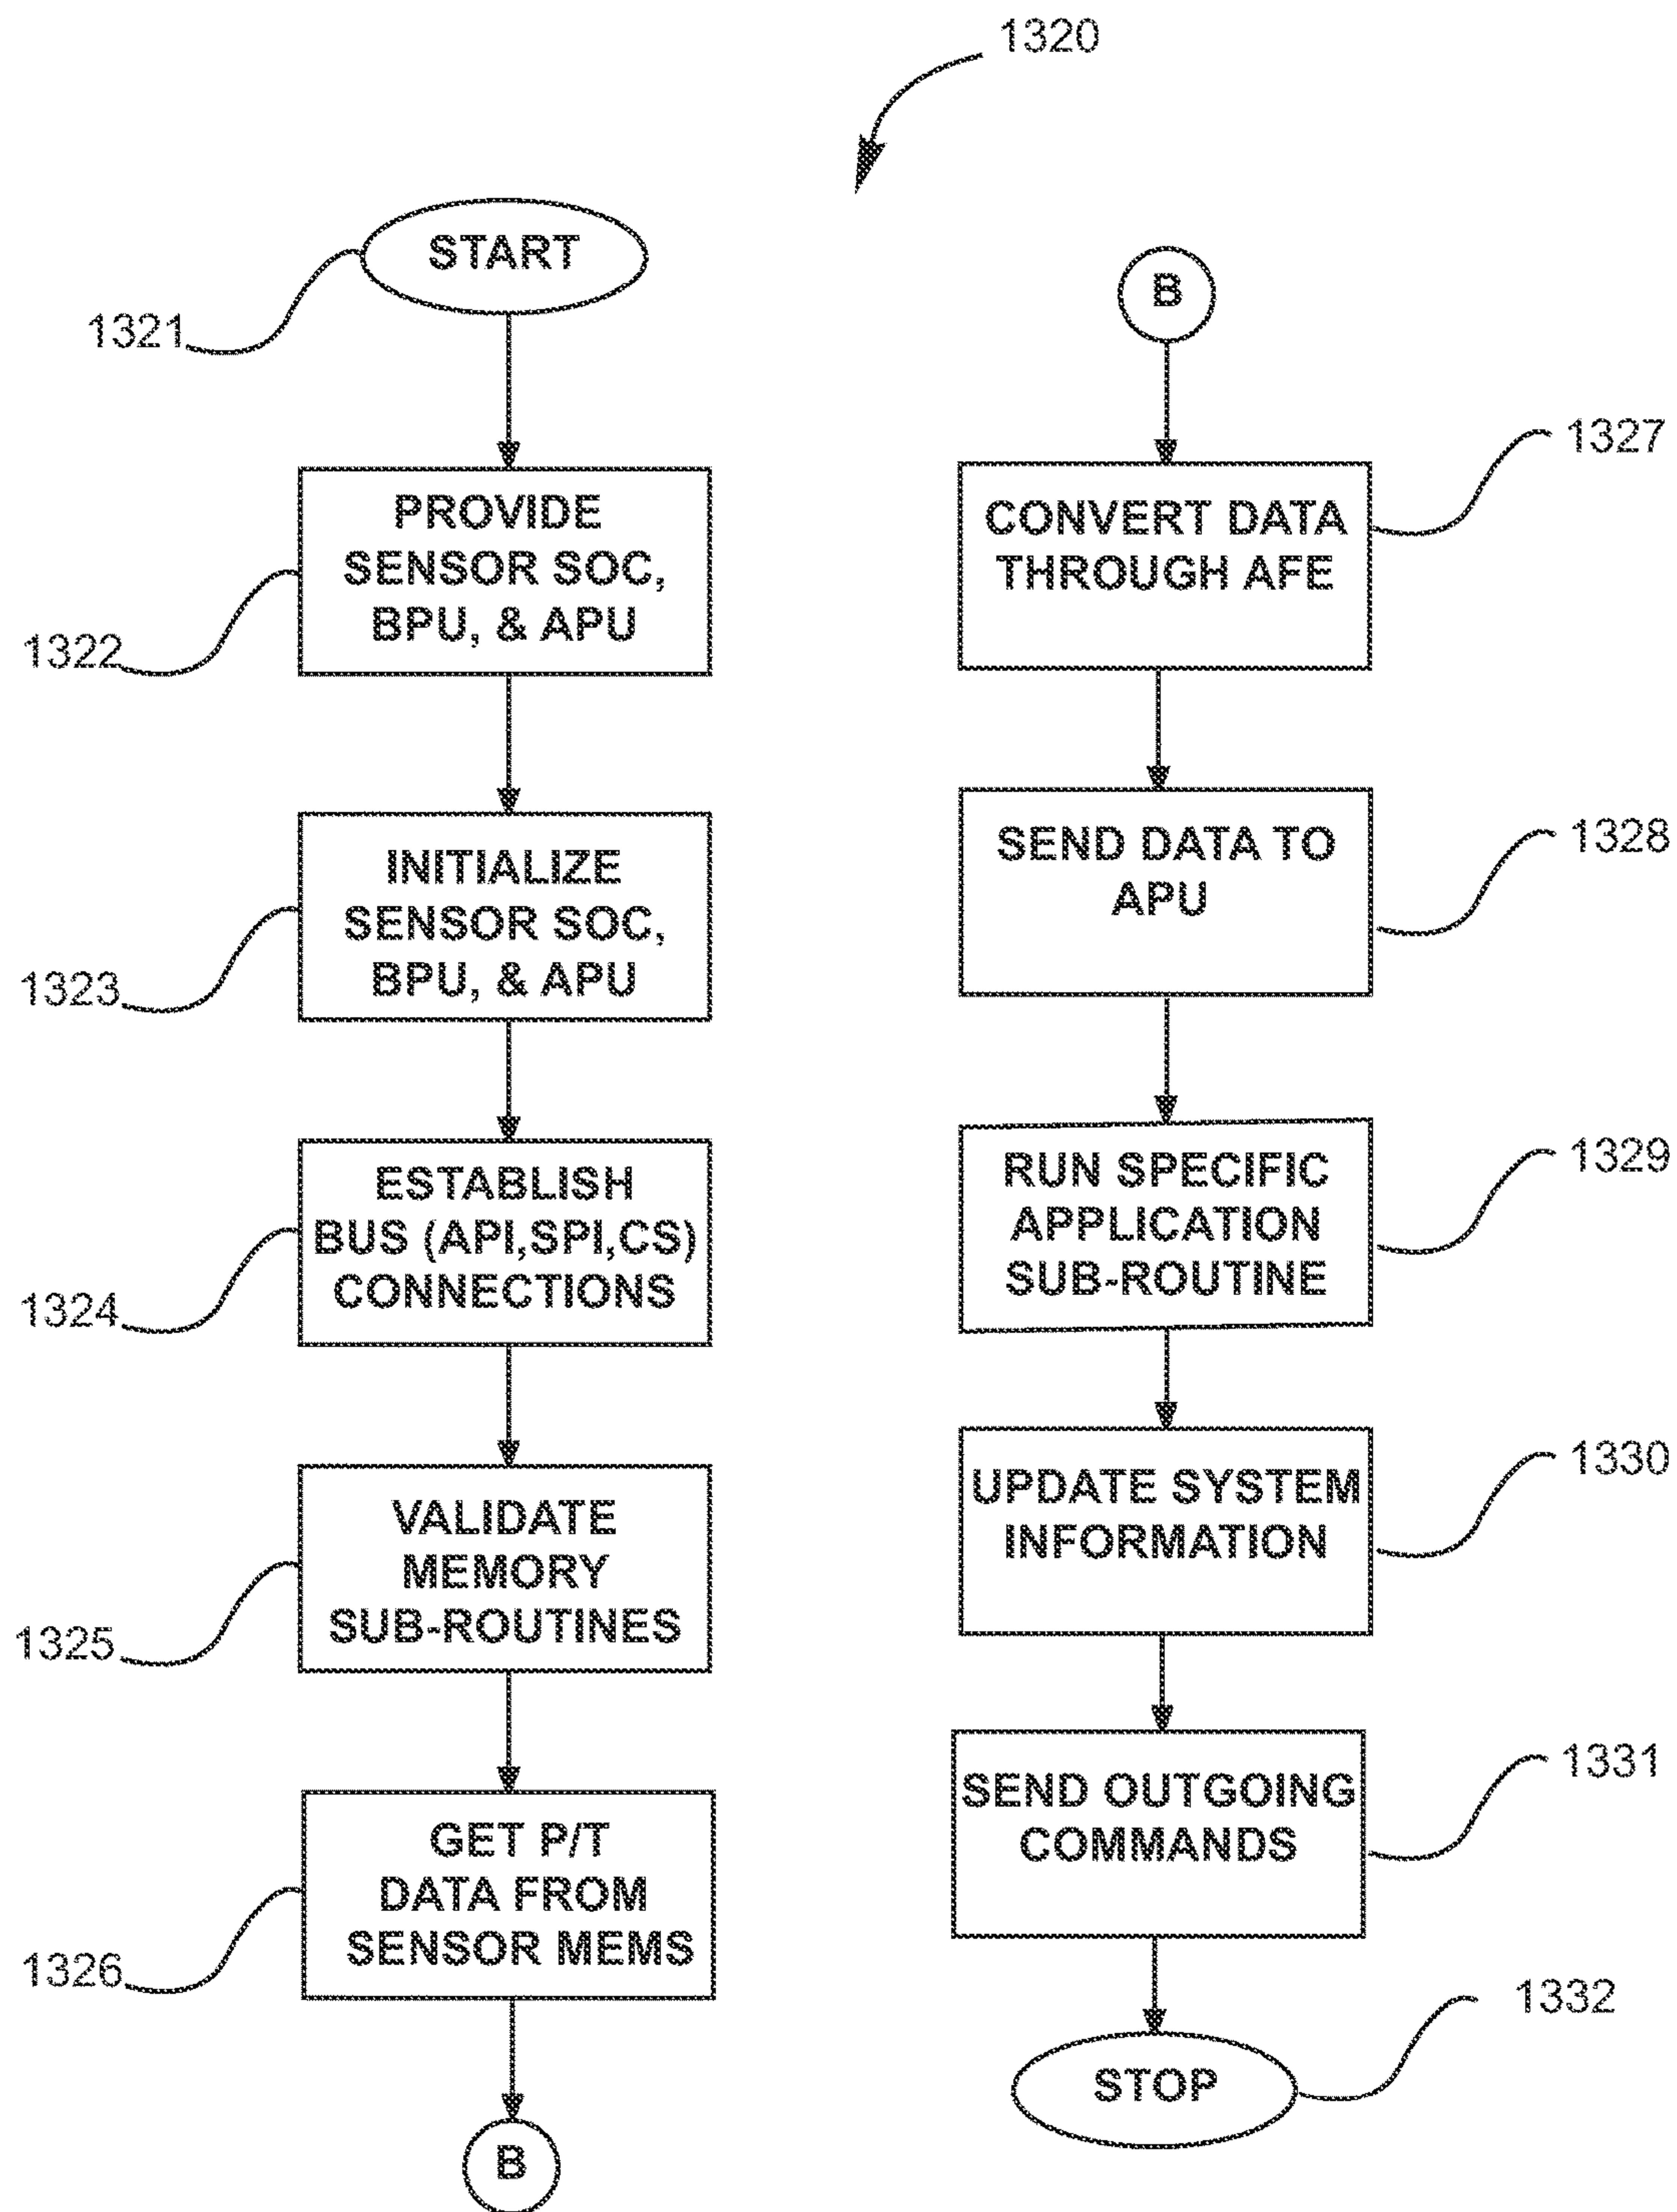 1320
START
1321
PROVIDE
SENSOR SOC,
BPU, & APU
1322
INITIALIZE
SENSOR SOC,
BPU, & APU
1323
ESTABLISH
BUS (API,SPI,CS)
CONNECTIONS
1324
VALIDATE
MEMORY
SUB-ROUTINES
1325
GET P/T
DATA FROM
SENSOR MEMS
1326
B
B
CONVERT DATA
THROUGH AFE
1327
SEND DATA TO
APU
1328
RUN SPECIFIC
APPLICATION
SUB-ROUTINE
1329
UPDATE SYSTEM
INFORMATION
1330
SEND OUTGOING
COMMANDS
1331
STOP
1332